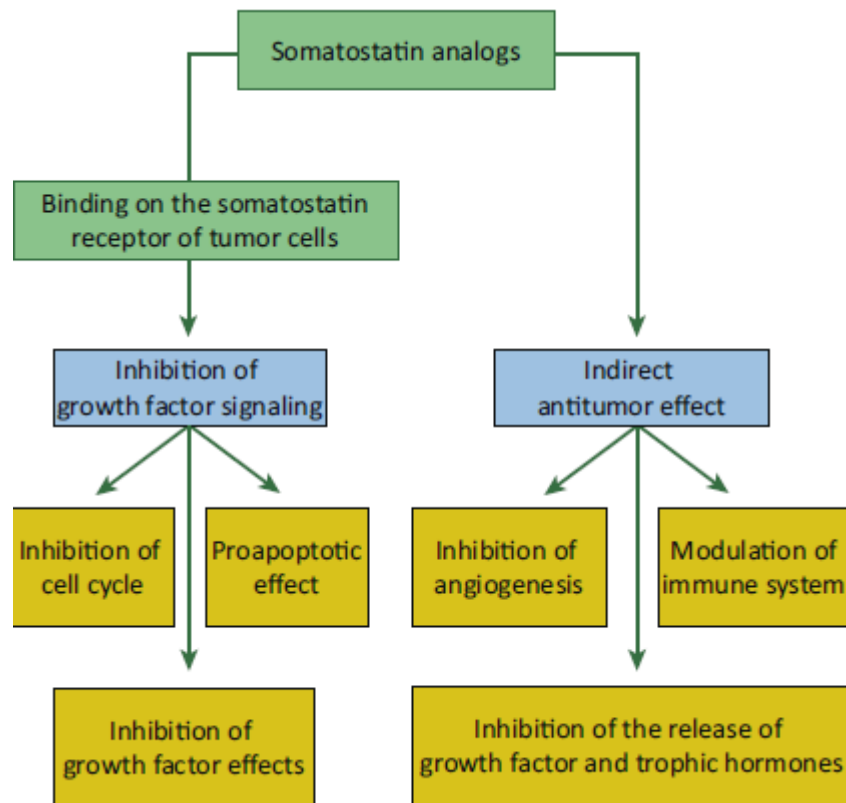 Somatostatin analogs
Binding on the somatostatin
receptor of tumor cells
Inhibition of
growth factor signaling
Indirect
antitumor effect
Inhibition of
cell cycle
Proapoptotic
effect
Inhibition of
angiogenesis
Modulation of
immune system
Inhibition of
growth factor effects
Inhibition of the release of
growth factor and trophic hormones